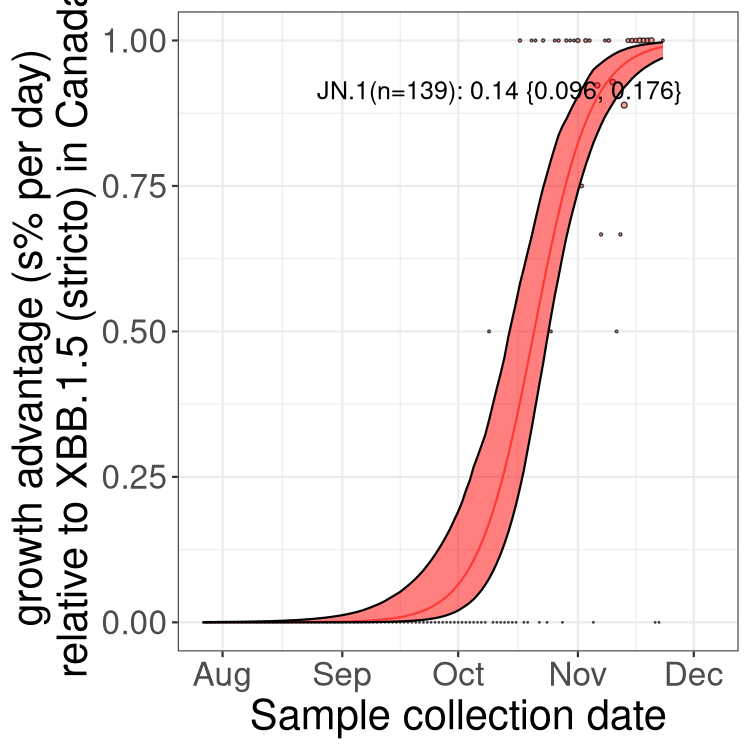 growth advantage (s% per day)
relative to XBB.1.5 (stricto) in Canada
1.00
0.75
0.50
0.25
0.00
JN.1(n=139): 0.14 {0.096, 0.176}
Aug Sep Oct Nov Dec
Sample collection date